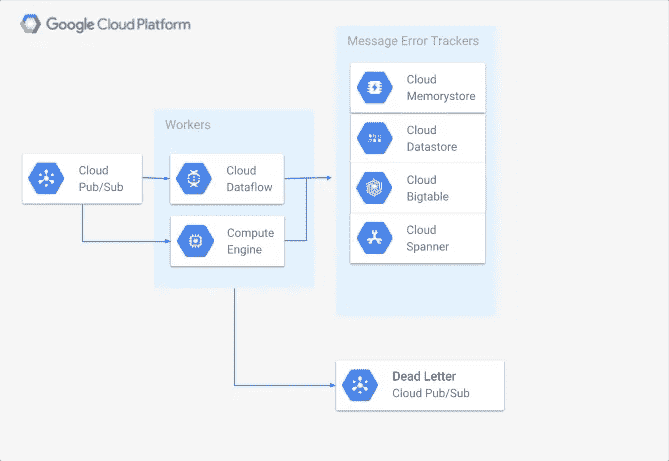 Google Cloud Platform
Message Error Trackers
Cloud
Memorystore
Cloud
Datastore
Cloud
Bigtable
Cloud
Spanner
Workers
Cloud
Pub/Sub
Cloud
Dataflow
Compute
Engine
Dead Letter
Cloud Pub/Sub